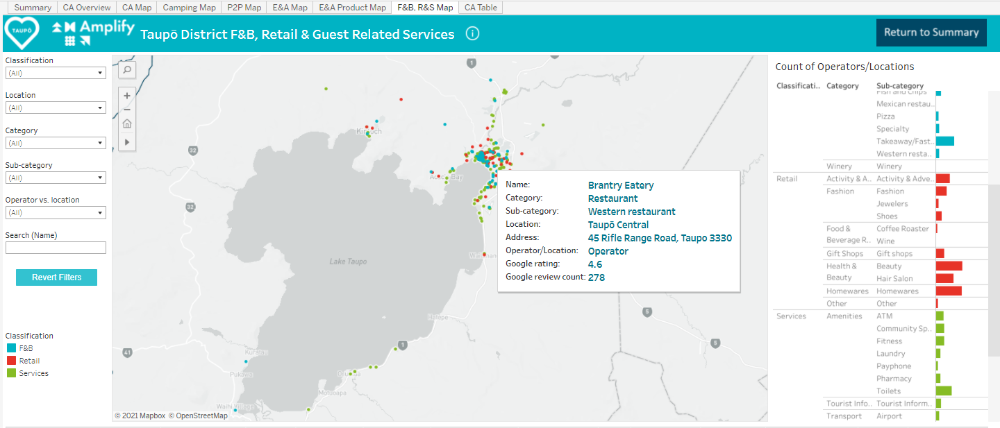 Summary
CA Overview
CA Map
Camping Map
P2P Map
E&A Map
E&A Product Map
F&B, R&S Map
CA Table
TAUPŌ
Amplify
Taupō District F&B, Retail & Guest Related Services
Return to Summary
Classification
(All)
Location
(All)
Category
(All)
Sub-category
(All)
Operator vs. location
(All)
Search (Name)
Revert Filters
Classification
F&B
Retail
Services
1
32
32
41
1
5
5
Lake Taupo
Kuratau
Pukawa
Waihi Village
Motuoapa
Hatepe
Name: Brantry Eatery
Category: Restaurant
Sub-category: Western restaurant
Location: Taupō Central
Address: 45 Rifle Range Road, Taupo 3330
Operator/Location: Operator
Google rating: 4.6
Google review count: 278
© 2021 Mapbox © OpenStreetMap
Count of Operators/Locations
Classificati.. Category Sub-category
Fish and Chips
Mexican restau..
Pizza
Specialty
Takeaway/Fast..
Western resta..
Winery Winery
Retail Activity & A.. Activity & Adve..
Fashion Fashion
Jewelers
Shoes
Food & Coffee Roaster
Beverage R.. Wine
Gift Shops Gift shops
Health & Beauty
Beauty Hair Salon
Homewares Homewares
Other Other
Services Amenities ATM
Community Sp..
Fitness
Laundry
Payphone
Pharmacy
Toilets
Tourist Info.. Tourist Inform..
Transport Airport